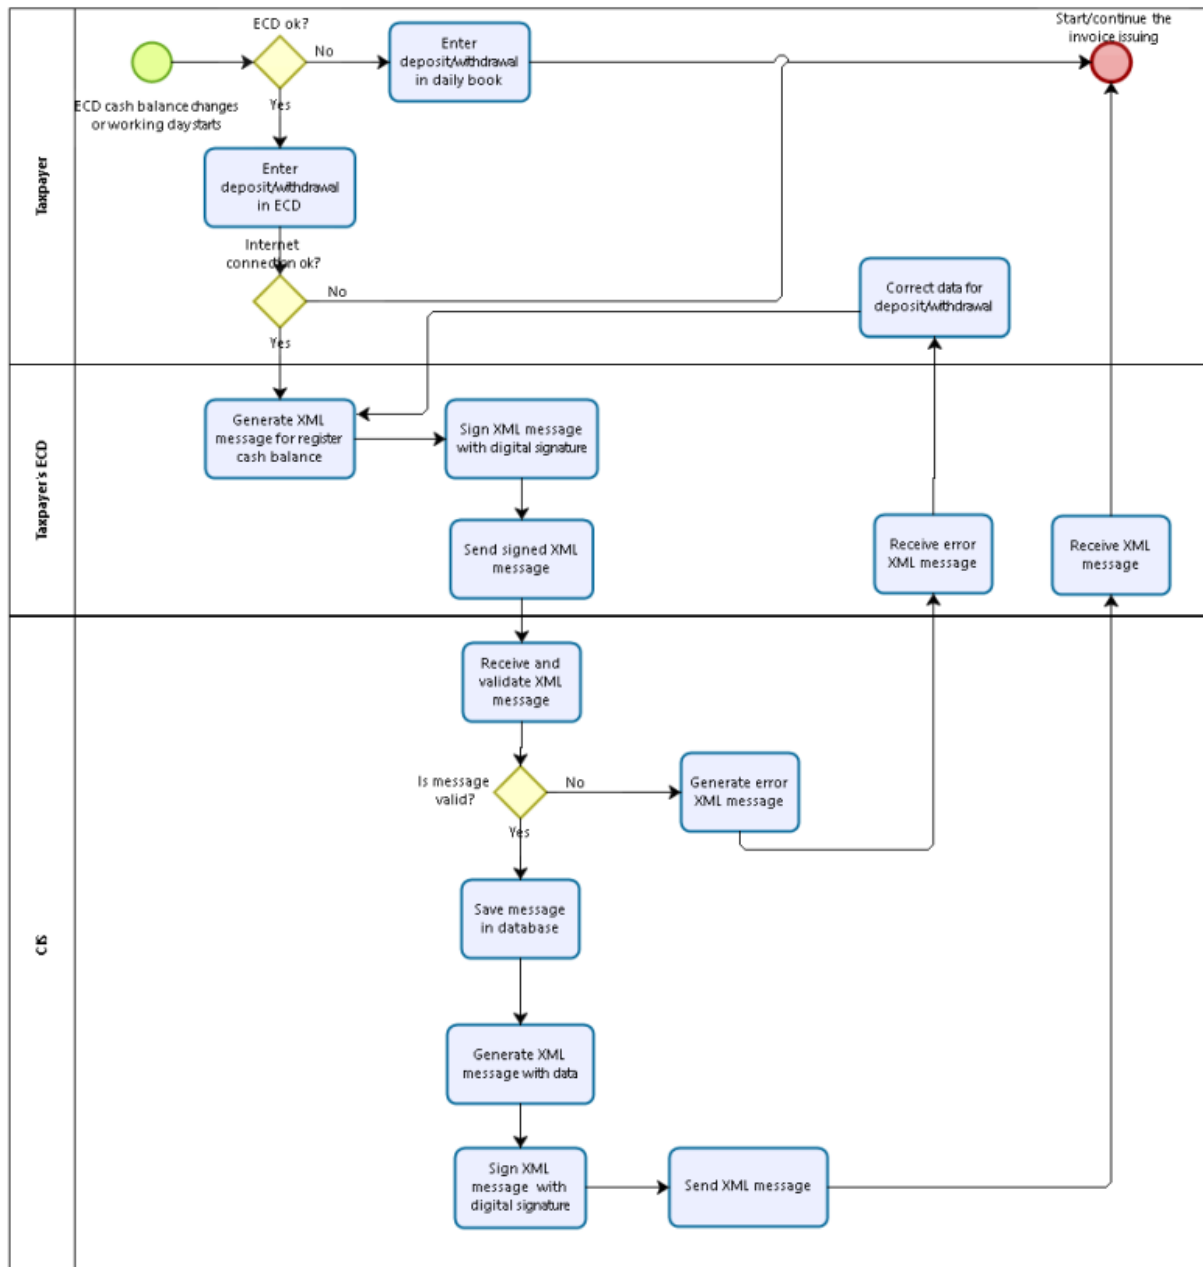 Taxpayer
ECD ok?
Start/continue the
invoice issuing
No
Enter
deposit/withdrawal
in daily book
ECD cash balance changes
or working day starts
Yes
Enter
deposit/withdrawal
in ECD
Internet
connection ok?
No
Yes
Correct data for
deposit/withdrawal
Taxpayer's ECD
Generate XML
message for register
cash balance
Sign XML message
with digital signature
Send signed XML
message
Receive error
XML message
Receive XML
message
CIS
Receive and
validate XML
message
Is message
valid?
No
Yes
Generate error
XML message
Save message
in database
Generate XML
message with data
Sign XML
message with
digital signature
Send XML message